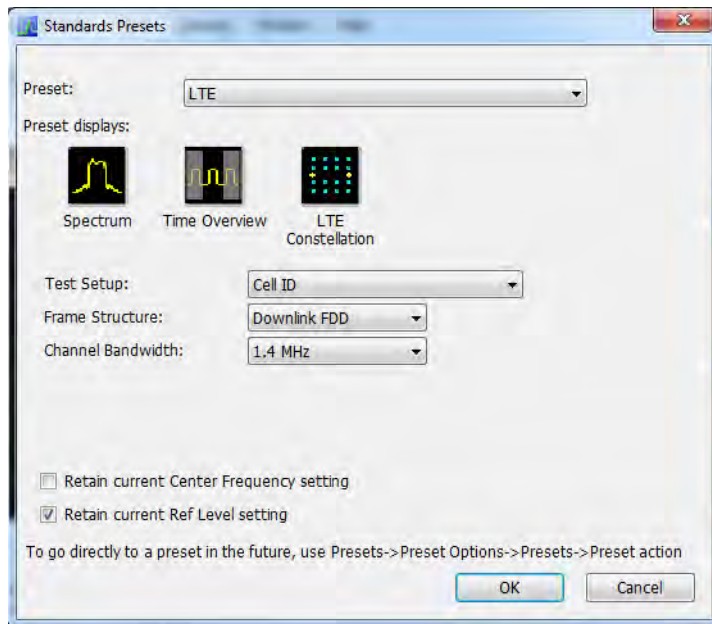 Standards Presets
Preset:
LTE
Preset displays:
Spectrum
Time Overview
LTE
Constellation
Test Setup:
Cell ID
Frame Structure:
Downlink FDD
Channel Bandwidth:
1.4 MHz
Retain current Center Frequency setting
Retain current Ref Level setting
To go directly to a preset in the future, use Presets->Preset Options->Presets->Preset action
OK
Cancel